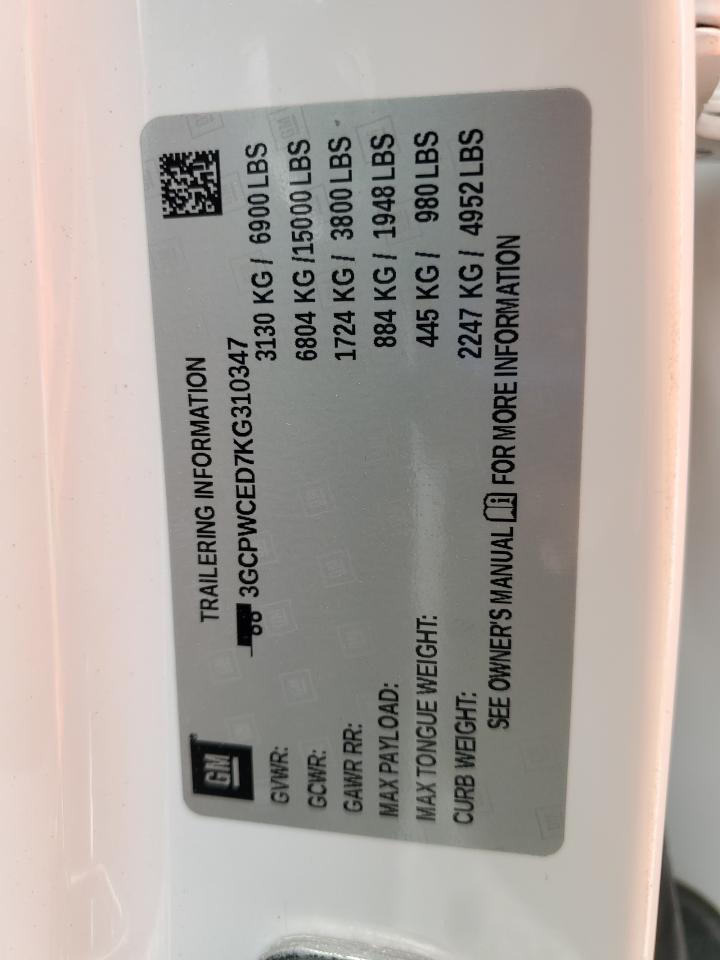 GM
TRAILERING INFORMATION
3GCPWCED7KG310347
GVWR: 3130 KG / 6900 LBS
GCWR: 6804 KG /15000 LBS
GAWR RR: 1724 KG / 3800 LBS
MAX PAYLOAD: 884 KG / 1948 LBS
MAX TONGUE WEIGHT: 445 KG / 980 LBS
CURB WEIGHT: 2247 KG / 4952 LBS
SEE OWNER'S MANUAL FOR MORE INFORMATION